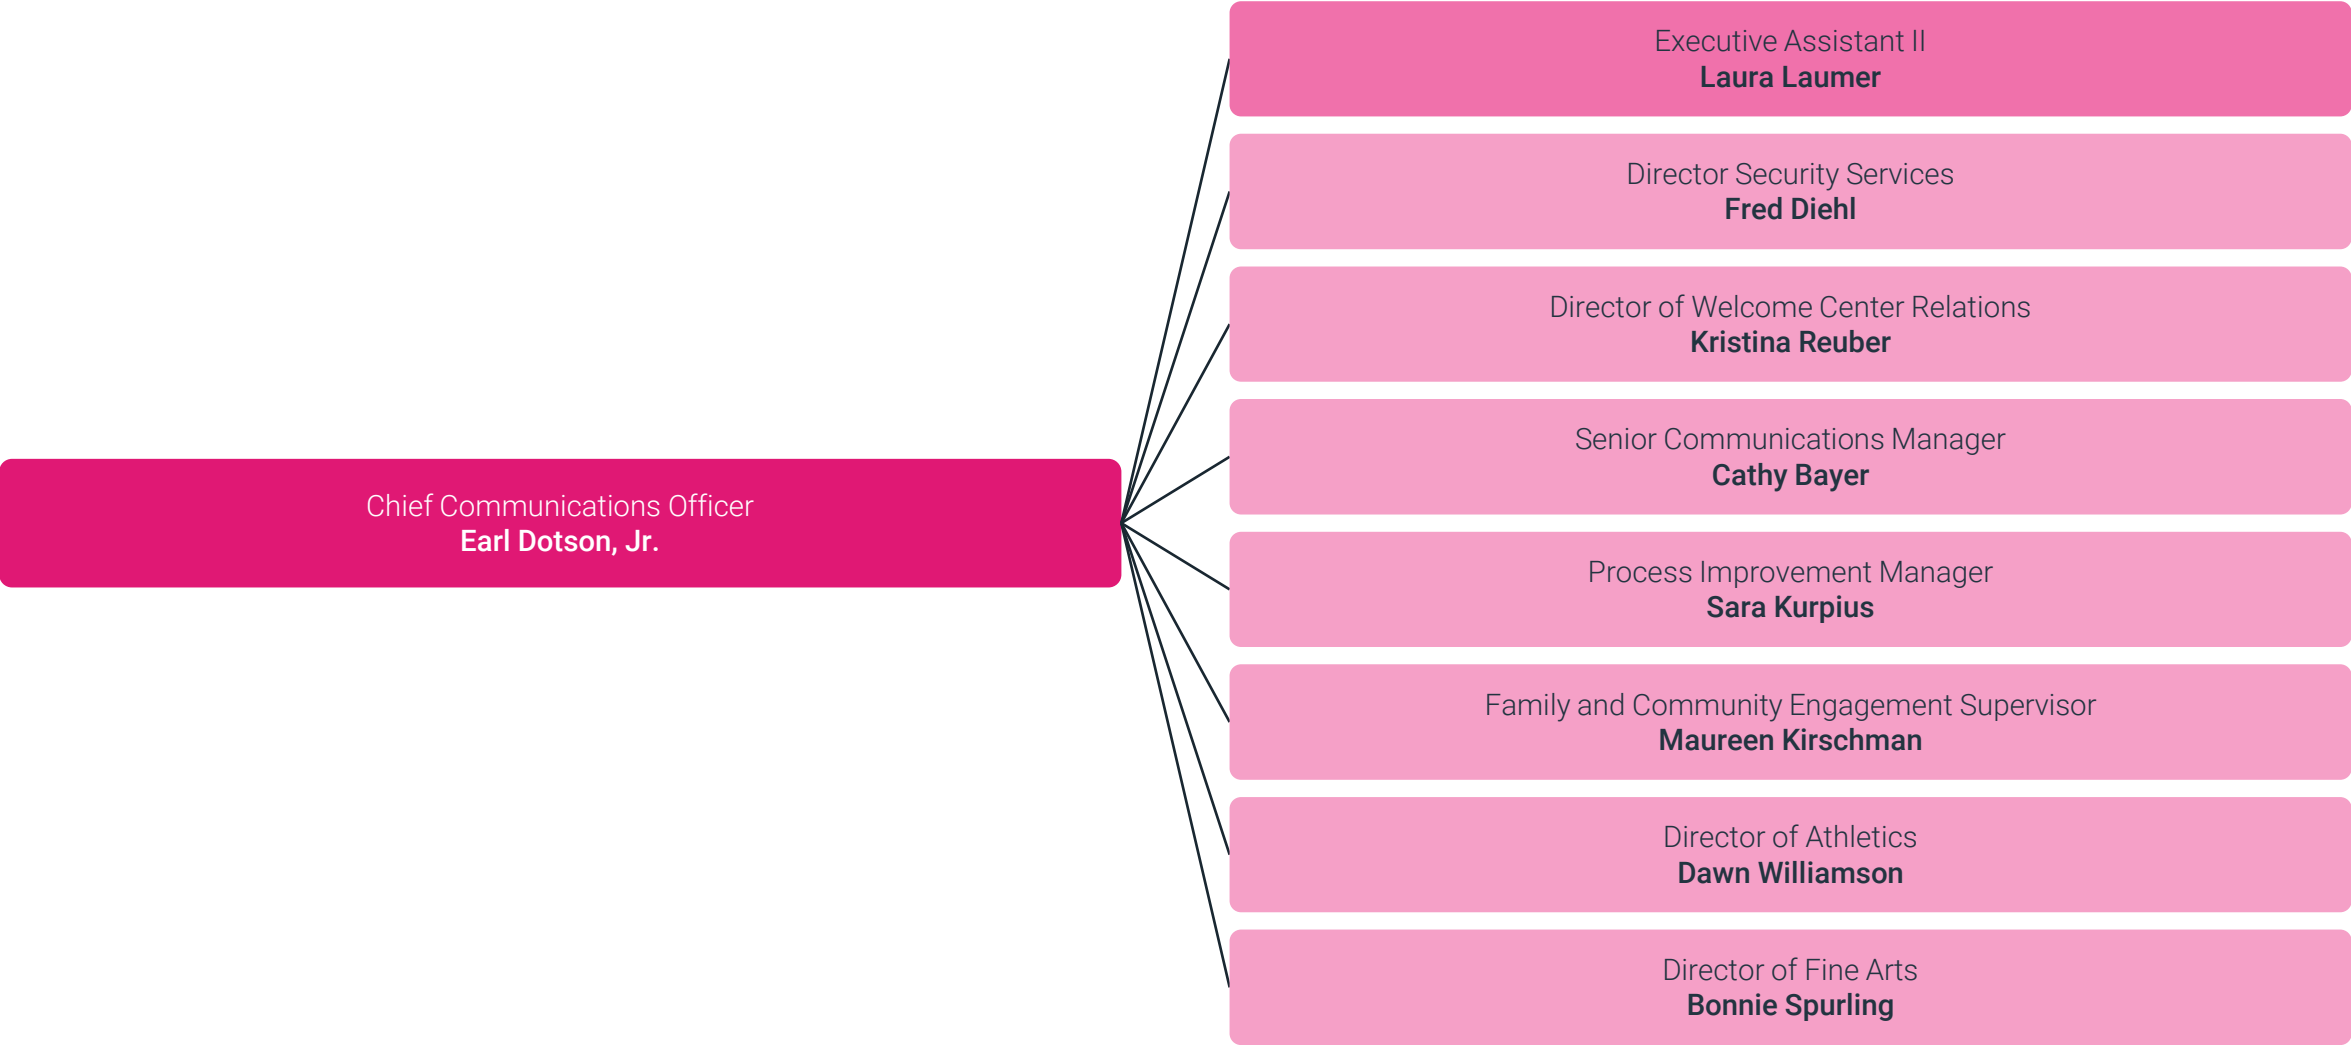 Executive Assistant II
Laura Laumer
Director Security Services
Fred Diehl
Director of Welcome Center Relations
Kristina Reuber
Senior Communications Manager
Cathy Bayer
Chief Communications Officer
Earl Dotson, Jr.
Process Improvement Manager
Sara Kurpius
Family and Community Engagement Supervisor
Maureen Kirschman
Director of Athletics
Dawn Williamson
Director of Fine Arts
Bonnie Spurling